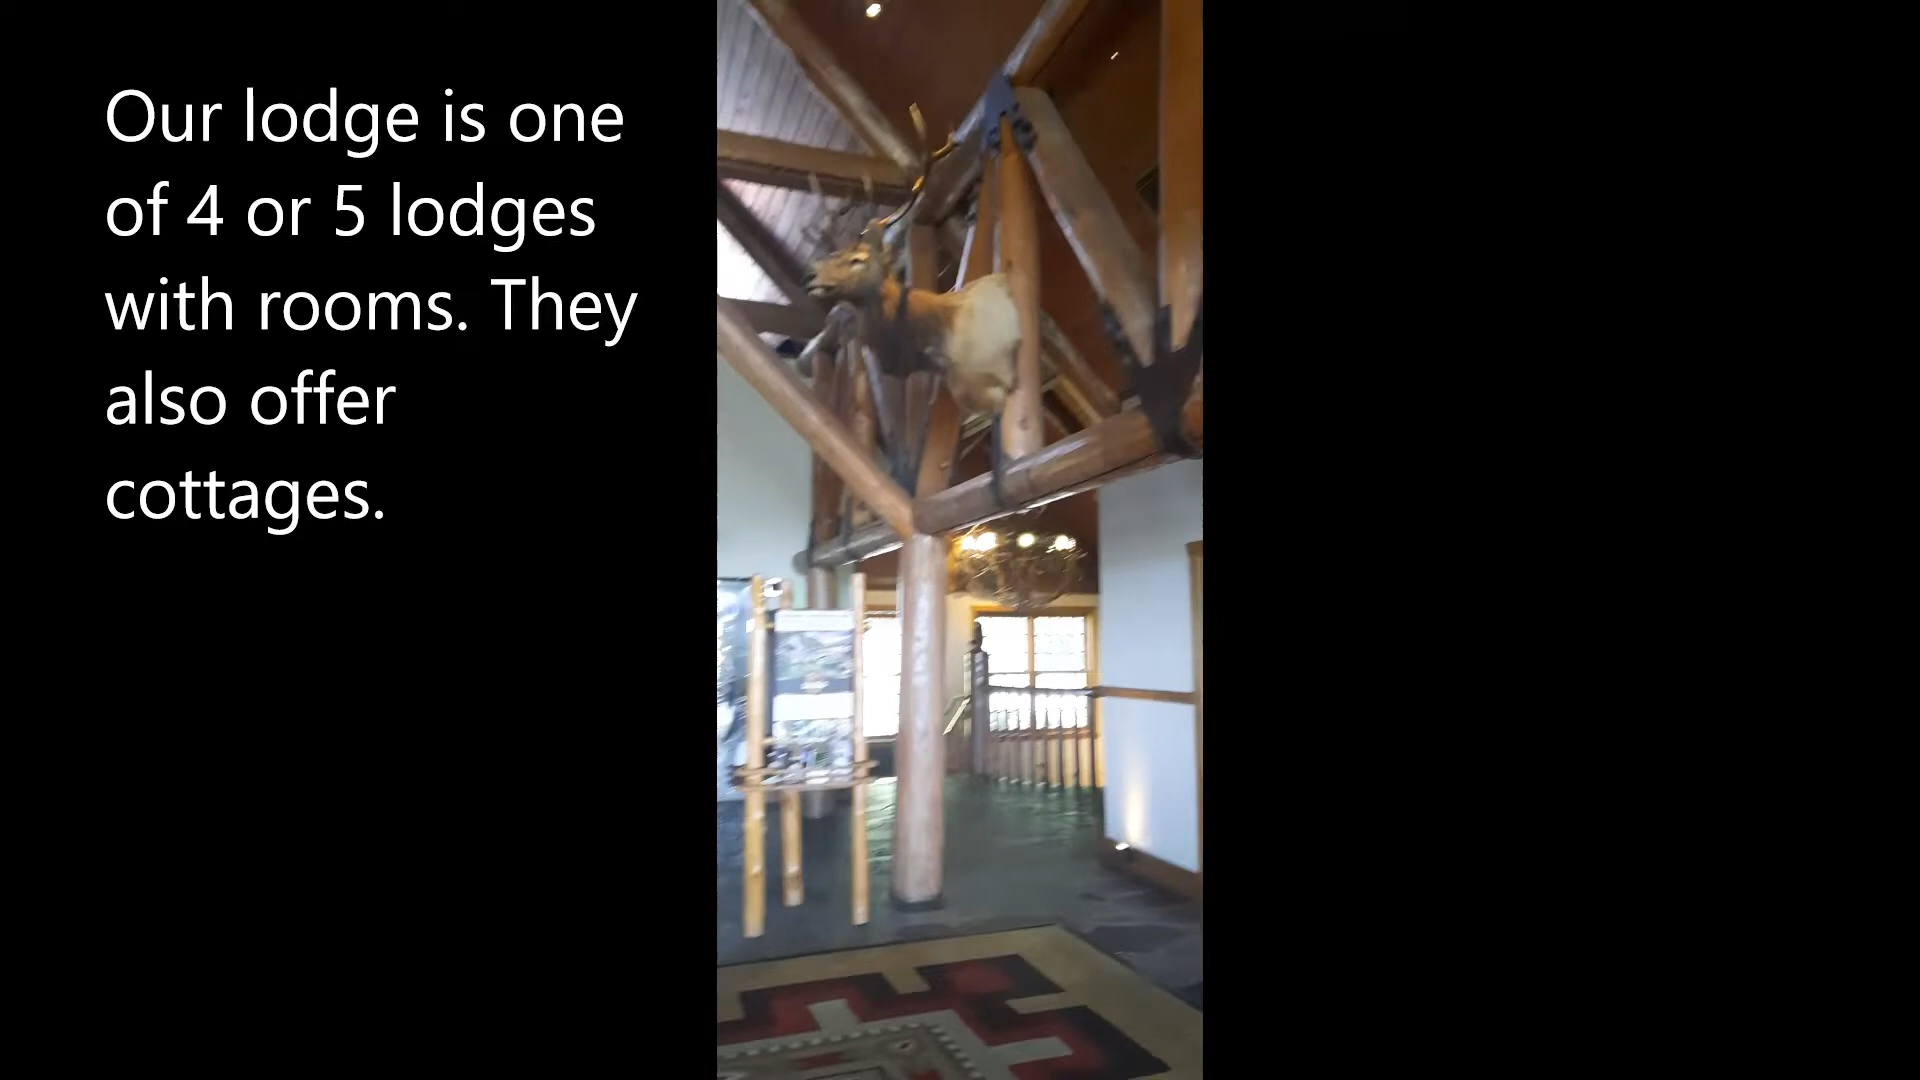 Our lodge is one
of 4 or 5 lodges
with rooms. They
also offer
cottages.